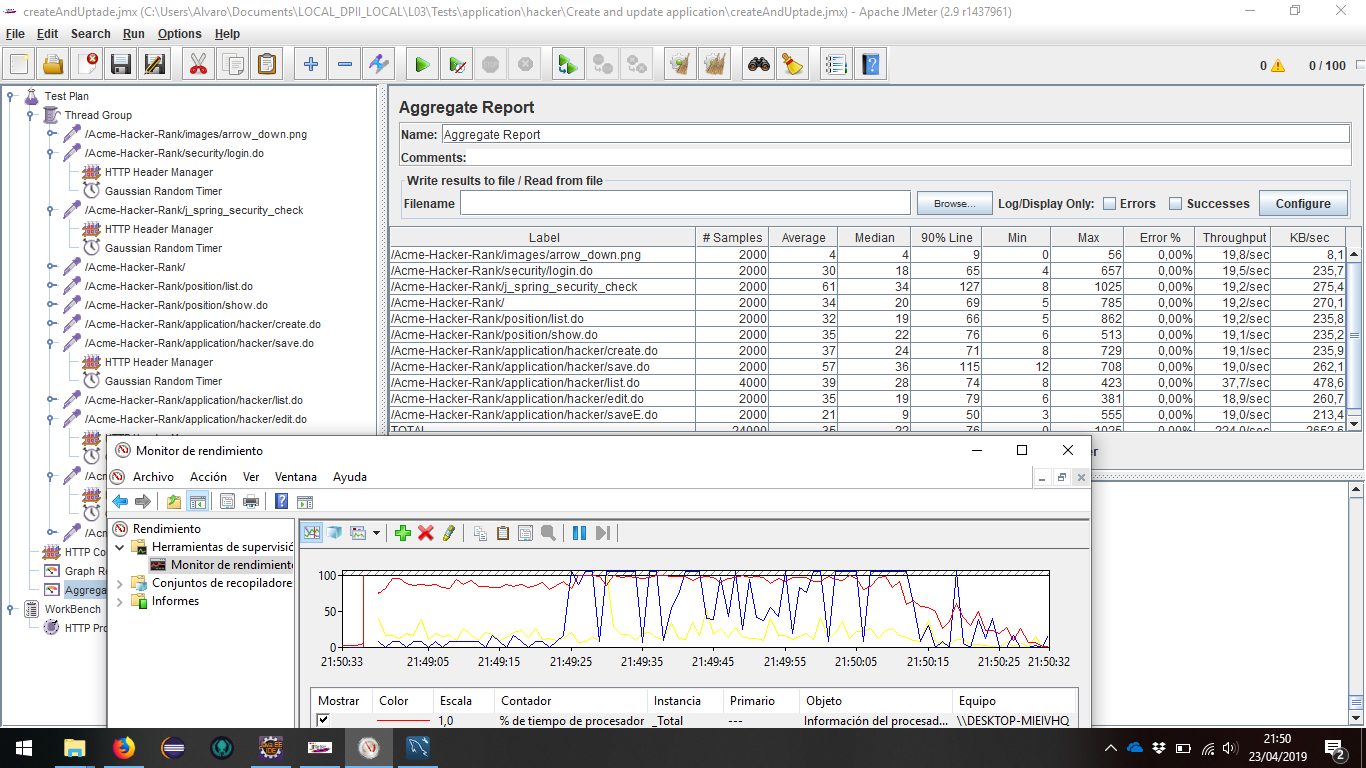 createAndUptade.jmx (C:\Users\Alvaro\Documents\LOCAL_DPII_LOCAL\L03\Tests\application\hacker\Create and update application\createAndUptade.jmx) - Apache JMeter (2.9 r1437961)
File Edit Search Run Options Help
0 0 / 100
Test Plan
Thread Group
/Acme-Hacker-Rank/images/arrow_down.png
/Acme-Hacker-Rank/security/login.do
HTTP Header Manager
Gaussian Random Timer
/Acme-Hacker-Rank/j_spring_security_check
HTTP Header Manager
Gaussian Random Timer
/Acme-Hacker-Rank/
/Acme-Hacker-Rank/position/list.do
/Acme-Hacker-Rank/position/show.do
/Acme-Hacker-Rank/application/hacker/create.do
/Acme-Hacker-Rank/application/hacker/save.do
HTTP Header Manager
Gaussian Random Timer
/Acme-Hacker-Rank/application/hacker/list.do
/Acme-Hacker-Rank/application/hacker/edit.do
/Acm
/Acm
HTTP Co
Graph Re
Aggrega
WorkBench
HTTP Pro
Aggregate Report
Name: Aggregate Report
Comments:
Write results to file / Read from file
Filename Browse... Log/Display Only: Errors Successes Configure
Label # Samples Average Median 90% Line Min Max Error % Throughput KB/sec
/Acme-Hacker-Rank/images/arrow_down.png 2000 4 4 9 0 56 0,00% 19,8/sec 8,1
/Acme-Hacker-Rank/security/login.do 2000 30 18 65 4 657 0,00% 19,5/sec 235,7
/Acme-Hacker-Rank/j_spring_security_check 2000 61 34 127 8 1025 0,00% 19,2/sec 275,4
/Acme-Hacker-Rank/ 2000 34 20 69 5 785 0,00% 19,2/sec 270,1
/Acme-Hacker-Rank/position/list.do 2000 32 19 66 5 862 0,00% 19,2/sec 235,8
/Acme-Hacker-Rank/position/show.do 2000 35 22 76 6 513 0,00% 19,1/sec 235,2
/Acme-Hacker-Rank/application/hacker/create.do 2000 37 24 71 8 729 0,00% 19,1/sec 235,9
/Acme-Hacker-Rank/application/hacker/save.do 2000 57 36 115 12 708 0,00% 19,0/sec 262,1
/Acme-Hacker-Rank/application/hacker/list.do 4000 39 28 74 8 423 0,00% 37,7/sec 478,6
/Acme-Hacker-Rank/application/hacker/edit.do 2000 35 19 79 6 381 0,00% 18,9/sec 260,7
/Acme-Hacker-Rank/application/hacker/saveE.do 2000 21 9 50 3 555 0,00% 19,0/sec 213,4
TOTAL 24000 35 22 76 0 1025 0,00% 224,0/sec 2652,6
Monitor de rendimiento
Archivo Acción Ver Ventana Ayuda
Rendimiento
Herramientas de supervisió
Monitor de rendimiento
Conjuntos de recopiladore
Informes
100
50
0
21:50:33 21:49:05 21:49:15 21:49:25 21:49:35 21:49:45 21:49:55 21:50:05 21:50:15 21:50:25 21:50:32
Mostrar Color Escala Contador Instancia Primario Objeto Equipo
1,0 % de tiempo de procesador _Total --- Información del procesad... \\DESKTOP-MIEIVHQ
21:50
23/04/2019
2